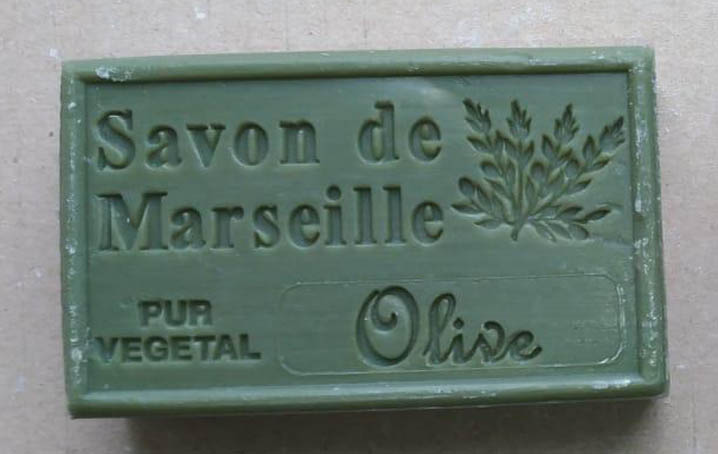 Savon de
Marseille
PUR
VEGETAL
Olive